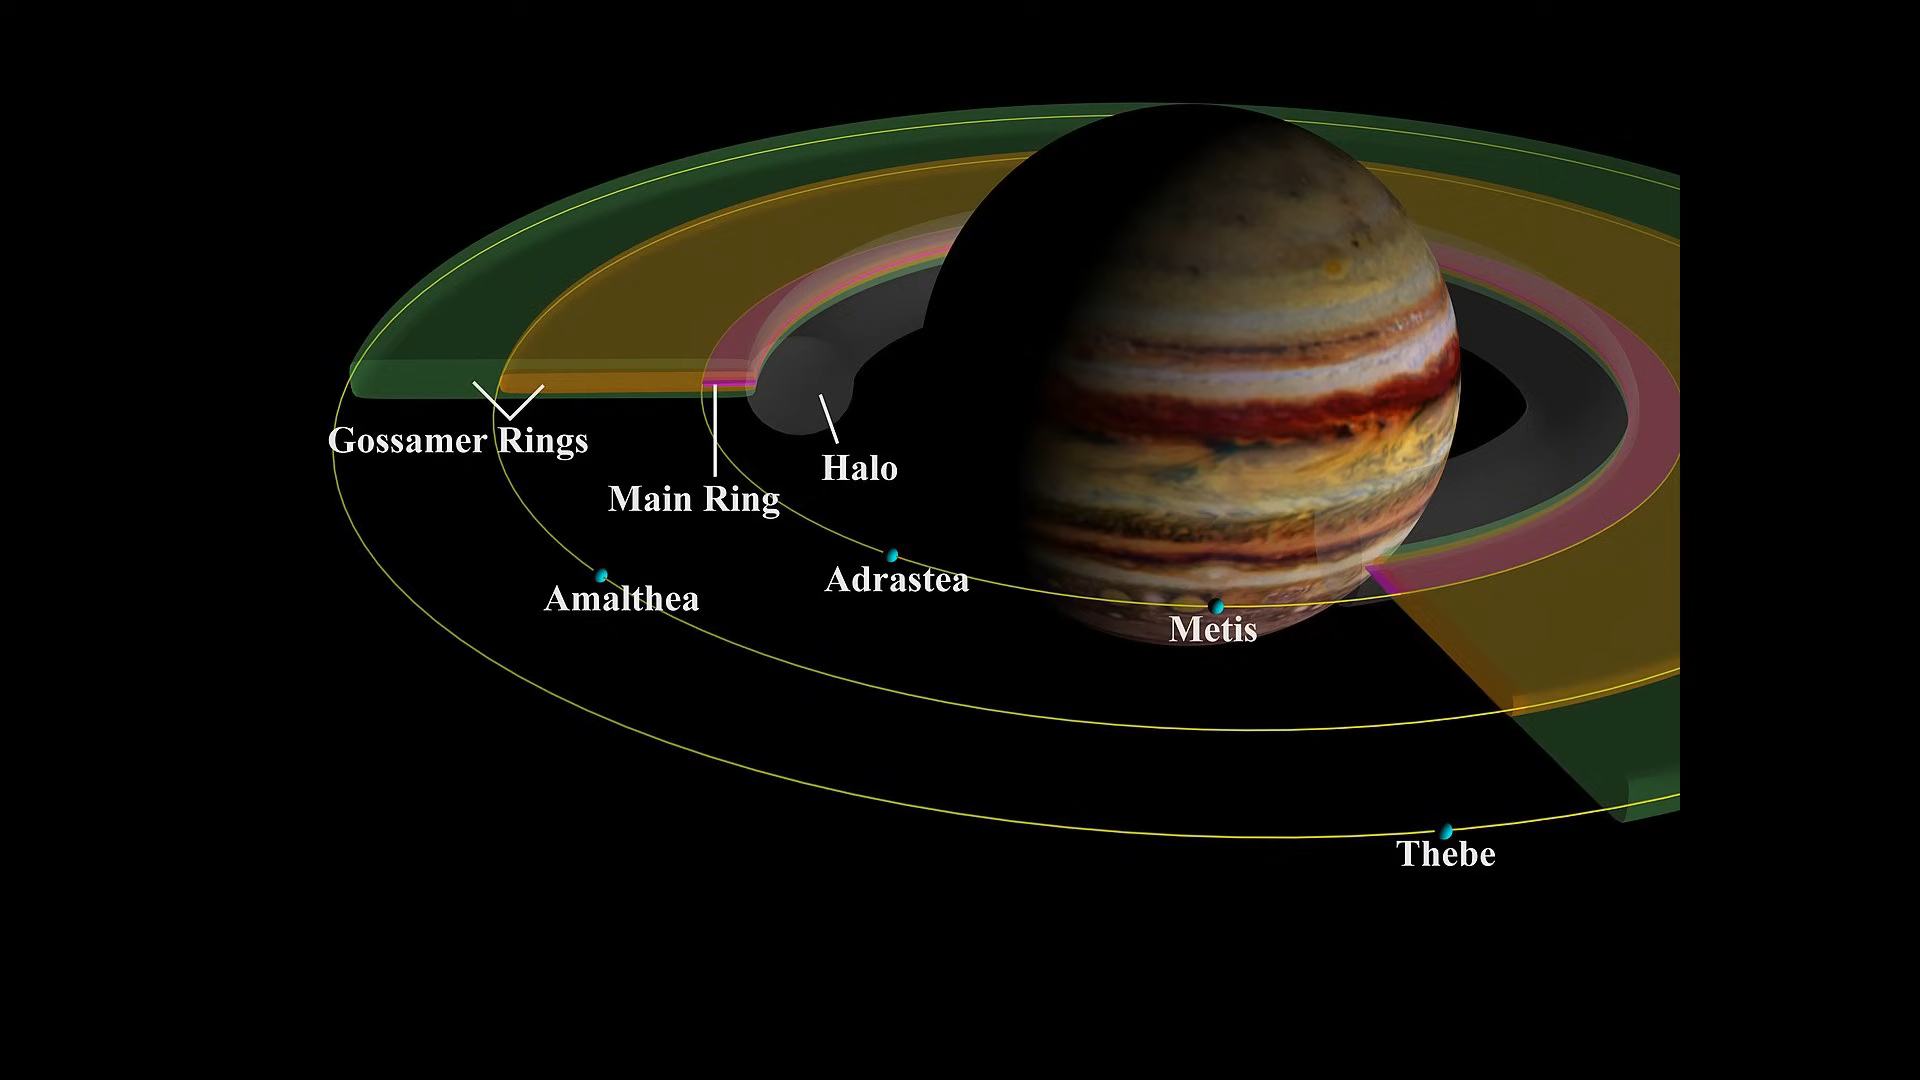 Gossamer Rings
Halo
Main Ring
Adrastea
Amalthea
Metis
Thebe